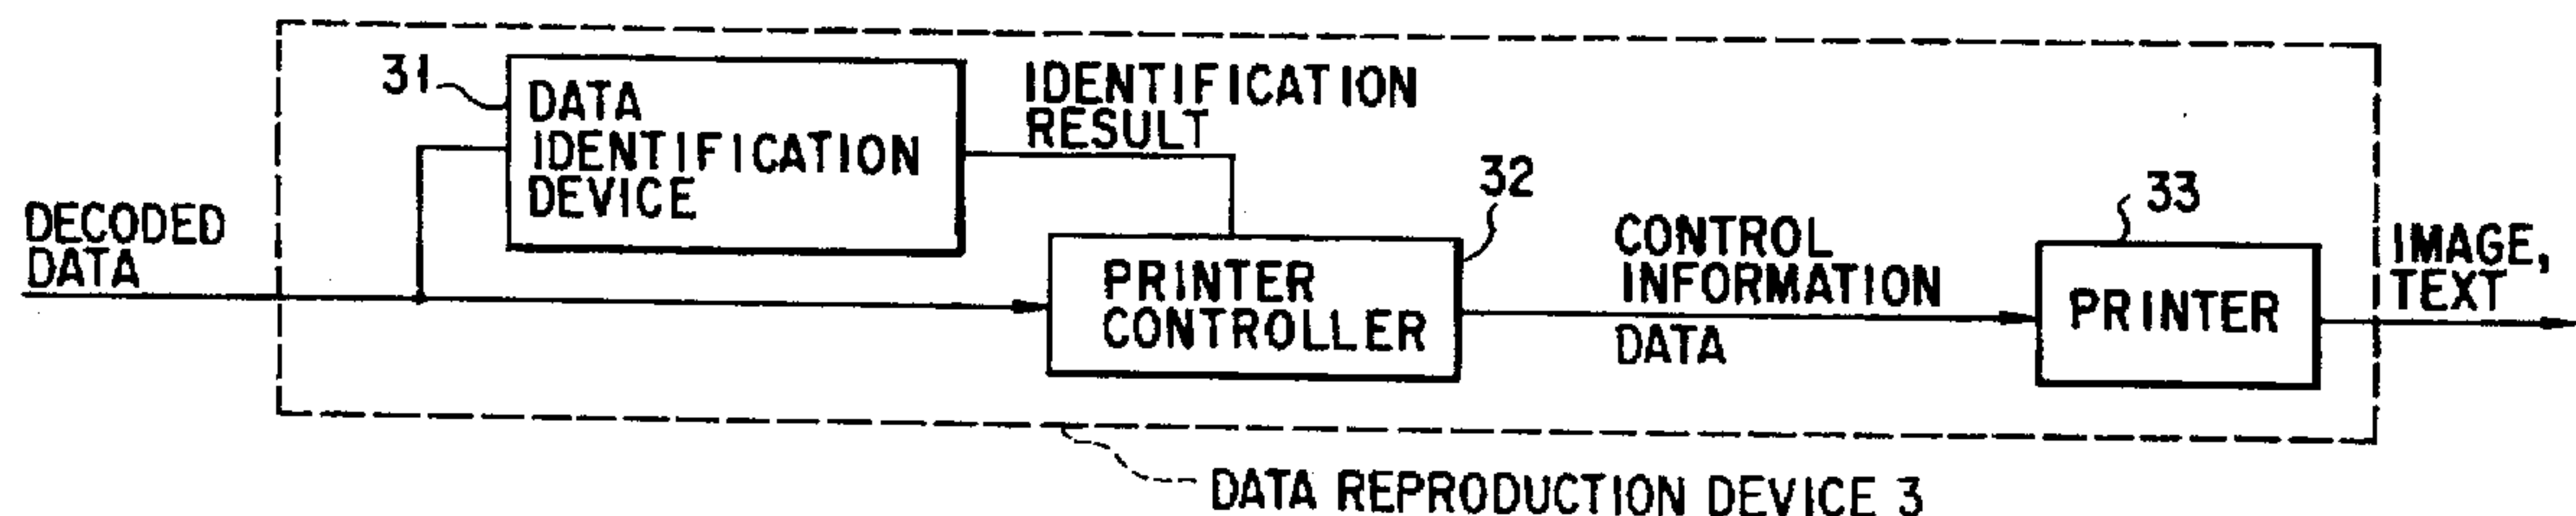 31
DATA
IDENTIFICATION
DEVICE
IDENTIFICATION
RESULT
DECODED
DATA
32
PRINTER
CONTROLLER
CONTROL
INFORMATION
DATA
33
PRINTER
IMAGE,
TEXT
DATA REPRODUCTION DEVICE 3